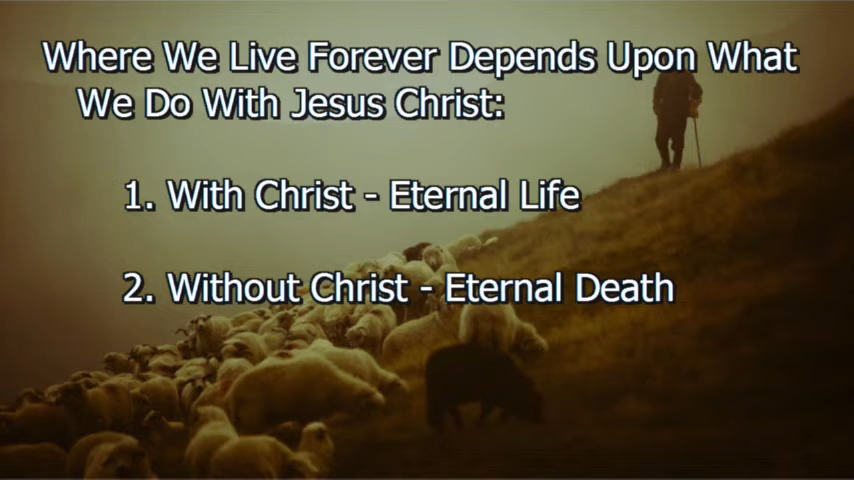 Where We Live Forever Depends Upon What
We Do With Jesus Christ:
1. With Christ - Eternal Life
2. Without Christ - Eternal Death